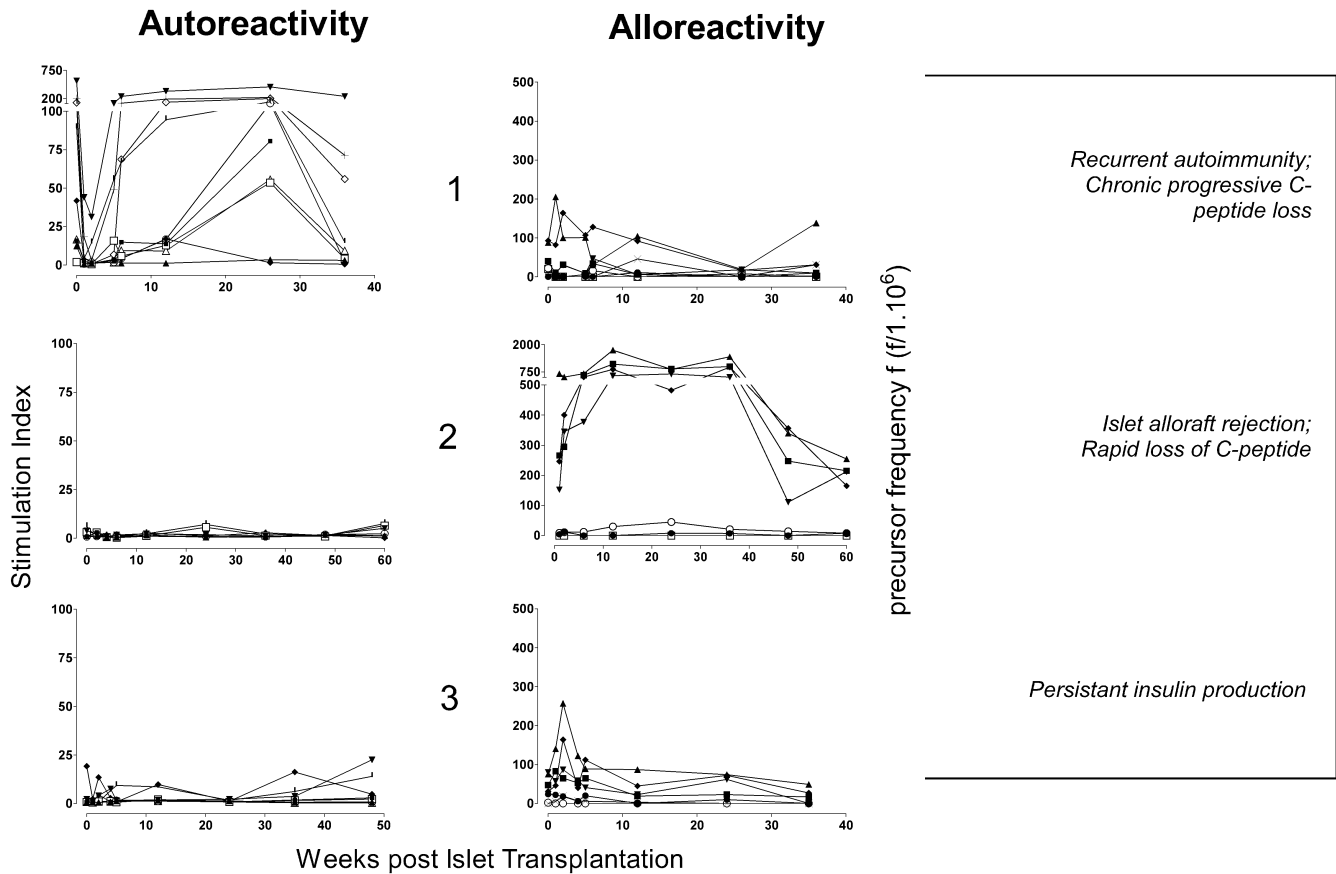 Autoreactivity
Alloreactivity
750
200
100
75
50
25
0
0 10 20 30 40
1
500
400
300
200
100
0
0 10 20 30 40
Recurrent autoimmunity;
Chronic progressive C-
peptide loss
Stimulation Index
100
75
50
25
0
0 10 20 30 40 50 60
2
2000
750
500
400
300
200
100
0
0 10 20 30 40 50 60
precursor frequency f (f/1.10⁶)
Islet alloraft rejection;
Rapid loss of C-peptide
100
75
50
25
0
0 10 20 30 40 50
3
500
400
300
200
100
0
0 10 20 30 40
Persistant insulin production
Weeks post Islet Transplantation